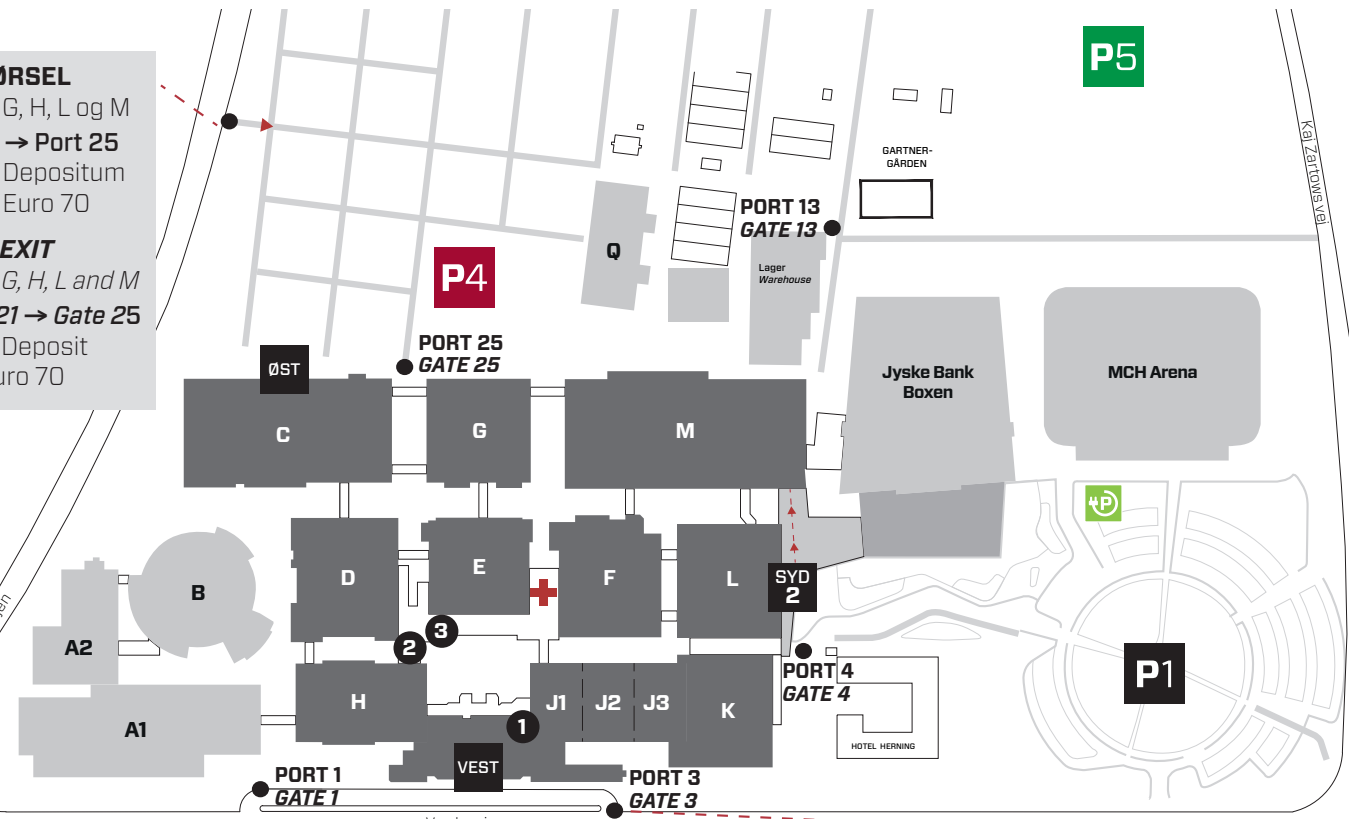 ØRSEL
G, H, L og M
→ Port 25
Depositum
Euro 70
EXIT
G, H, L and M
21 → Gate 25
Deposit
uro 70
P5
Kaj Zartows vej
GARTNER-
GÅRDEN
PORT 13
GATE 13
Q
Lager
Warehouse
P4
PORT 25
GATE 25
ØST
Jyske Bank
Boxen
MCH Arena
C
G
M
P
D
E
F
L
SYD
2
B
A2
3
2
PORT 4
GATE 4
P1
H
J1
J2
J3
K
A1
1
HOTEL HERNING
VEST
PORT 1
GATE 1
PORT 3
GATE 3